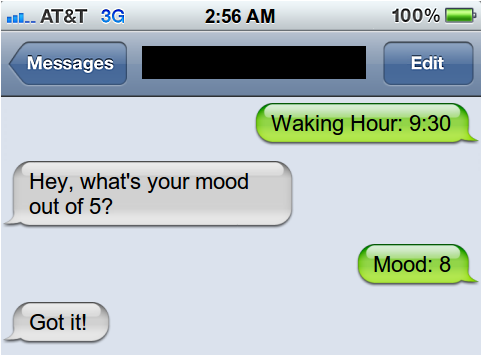 AT&T 3G 2:56 AM 100%
Messages Edit
Waking Hour: 9:30
Hey, what's your mood
out of 5?
Mood: 8
Got it!